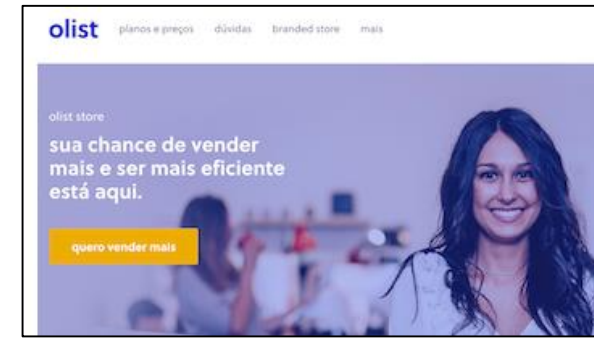 olist planos e preços dúvidas branded store mais
olist store
sua chance de vender
mais e ser mais eficiente
está aqui.
quero vender mais